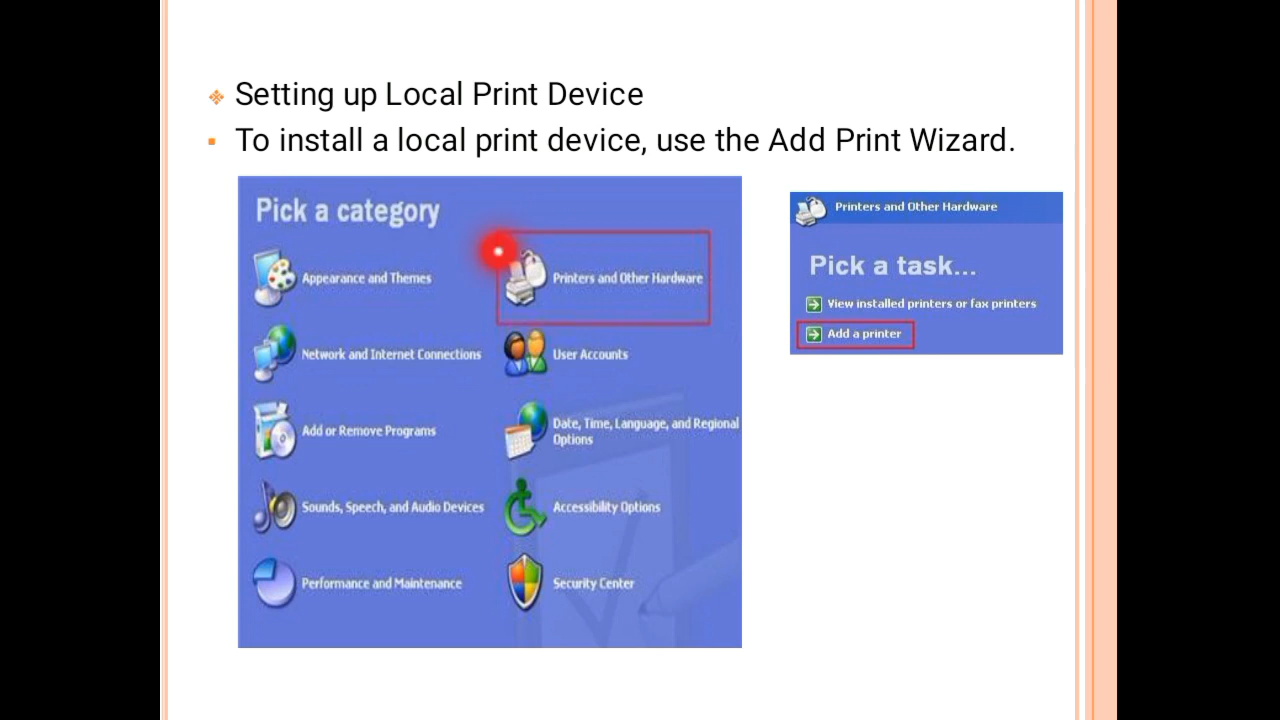 Setting up Local Print Device
To install a local print device, use the Add Print Wizard.
Pick a category
Appearance and Themes
Printers and Other Hardware
Network and Internet Connections
User Accounts
Add or Remove Programs
Date, Time, Language, and Regional
Options
Sounds, Speech, and Audio Devices
Accessibility Options
Performance and Maintenance
Security Center
Printers and Other Hardware
Pick a task...
View installed printers or fax printers
Add a printer